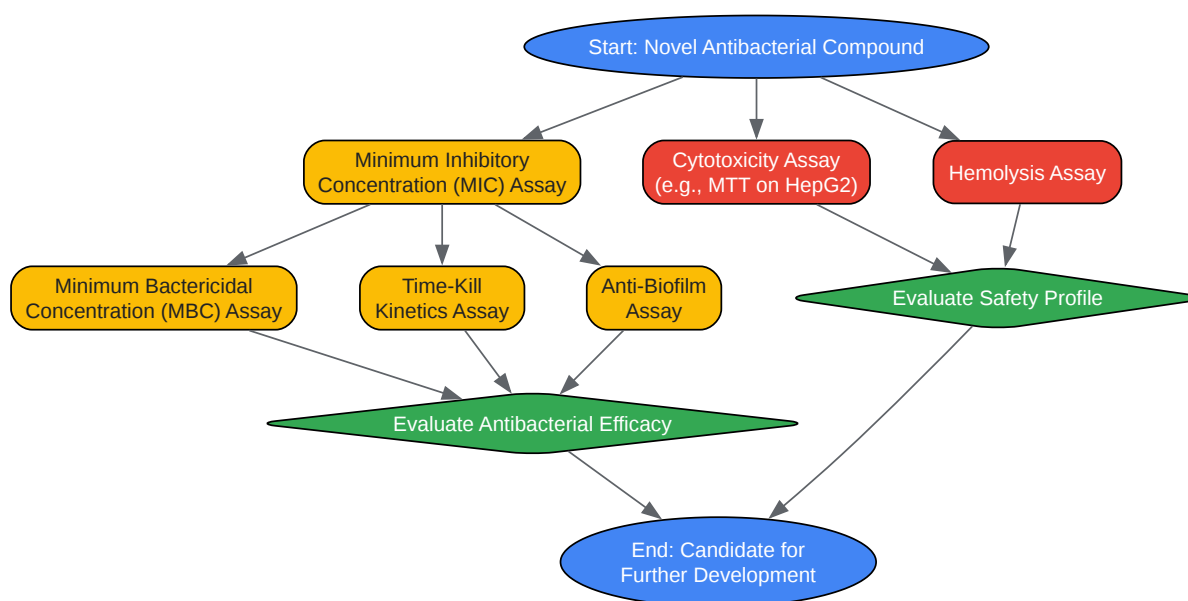 Start: Novel Antibacterial Compound
Minimum Inhibitory
Concentration (MIC) Assay
Cytotoxicity Assay
(e.g., MTT on HepG2)
Hemolysis Assay
Minimum Bactericidal
Concentration (MBC) Assay
Time-Kill
Kinetics Assay
Anti-Biofilm
Assay
Evaluate Safety Profile
Evaluate Antibacterial Efficacy
End: Candidate for
Further Development